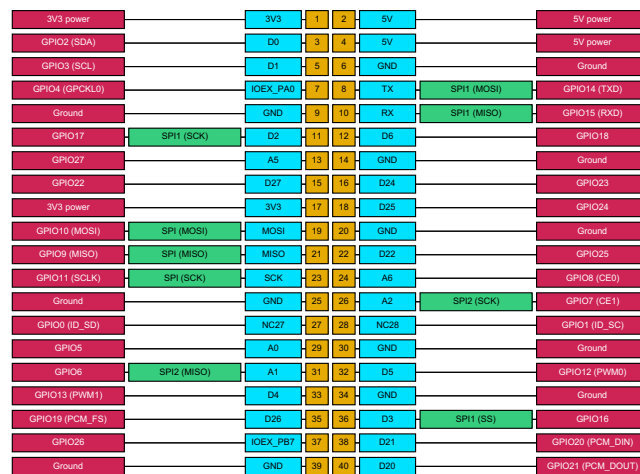 3V3 power 3V3 1 2 5V 5V power
GPIO2 (SDA) D0 3 4 5V 5V power
GPIO3 (SCL) D1 5 6 GND Ground
GPIO4 (GPCKL0) IOEX_PA0 7 8 TX SPI1 (MOSI) GPIO14 (TXD)
Ground GND 9 10 RX SPI1 (MISO) GPIO15 (RXD)
GPIO17 SPI1 (SCK) D2 11 12 D6 GPIO18
GPIO27 A5 13 14 GND Ground
GPIO22 D27 15 16 D24 GPIO23
3V3 power 3V3 17 18 D25 GPIO24
GPIO10 (MOSI) SPI (MOSI) MOSI 19 20 GND Ground
GPIO9 (MISO) SPI (MISO) MISO 21 22 D22 GPIO25
GPIO11 (SCLK) SPI (SCK) SCK 23 24 A6 GPIO8 (CE0)
Ground GND 25 26 A2 SPI2 (SCK) GPIO7 (CE1)
GPIO0 (ID_SD) NC27 27 28 NC28 GPIO1 (ID_SC)
GPIO5 A0 29 30 GND Ground
GPIO6 SPI2 (MISO) A1 31 32 D5 GPIO12 (PWM0)
GPIO13 (PWM1) D4 33 34 GND Ground
GPIO19 (PCM_FS) D26 35 36 D3 SPI1 (SS) GPIO16
GPIO26 IOEX_PB7 37 38 D21 GPIO20 (PCM_DIN)
Ground GND 39 40 D20 GPIO21 (PCM_DOUT)